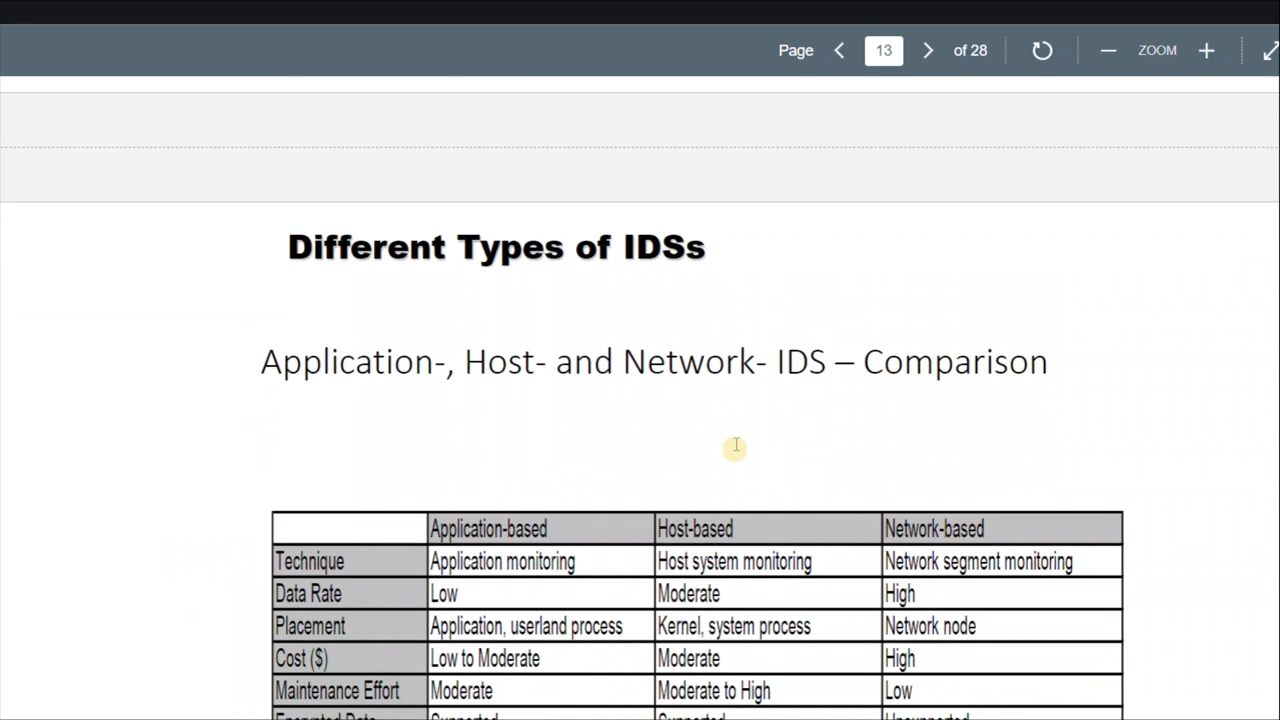 Page 13 of 28 ZOOM
Different Types of IDSs
Application-, Host- and Network- IDS – Comparison
Application-based Host-based Network-based
Technique Application monitoring Host system monitoring Network segment monitoring
Data Rate Low Moderate High
Placement Application, userland process Kernel, system process Network node
Cost ($) Low to Moderate Moderate High
Maintenance Effort Moderate Moderate to High Low